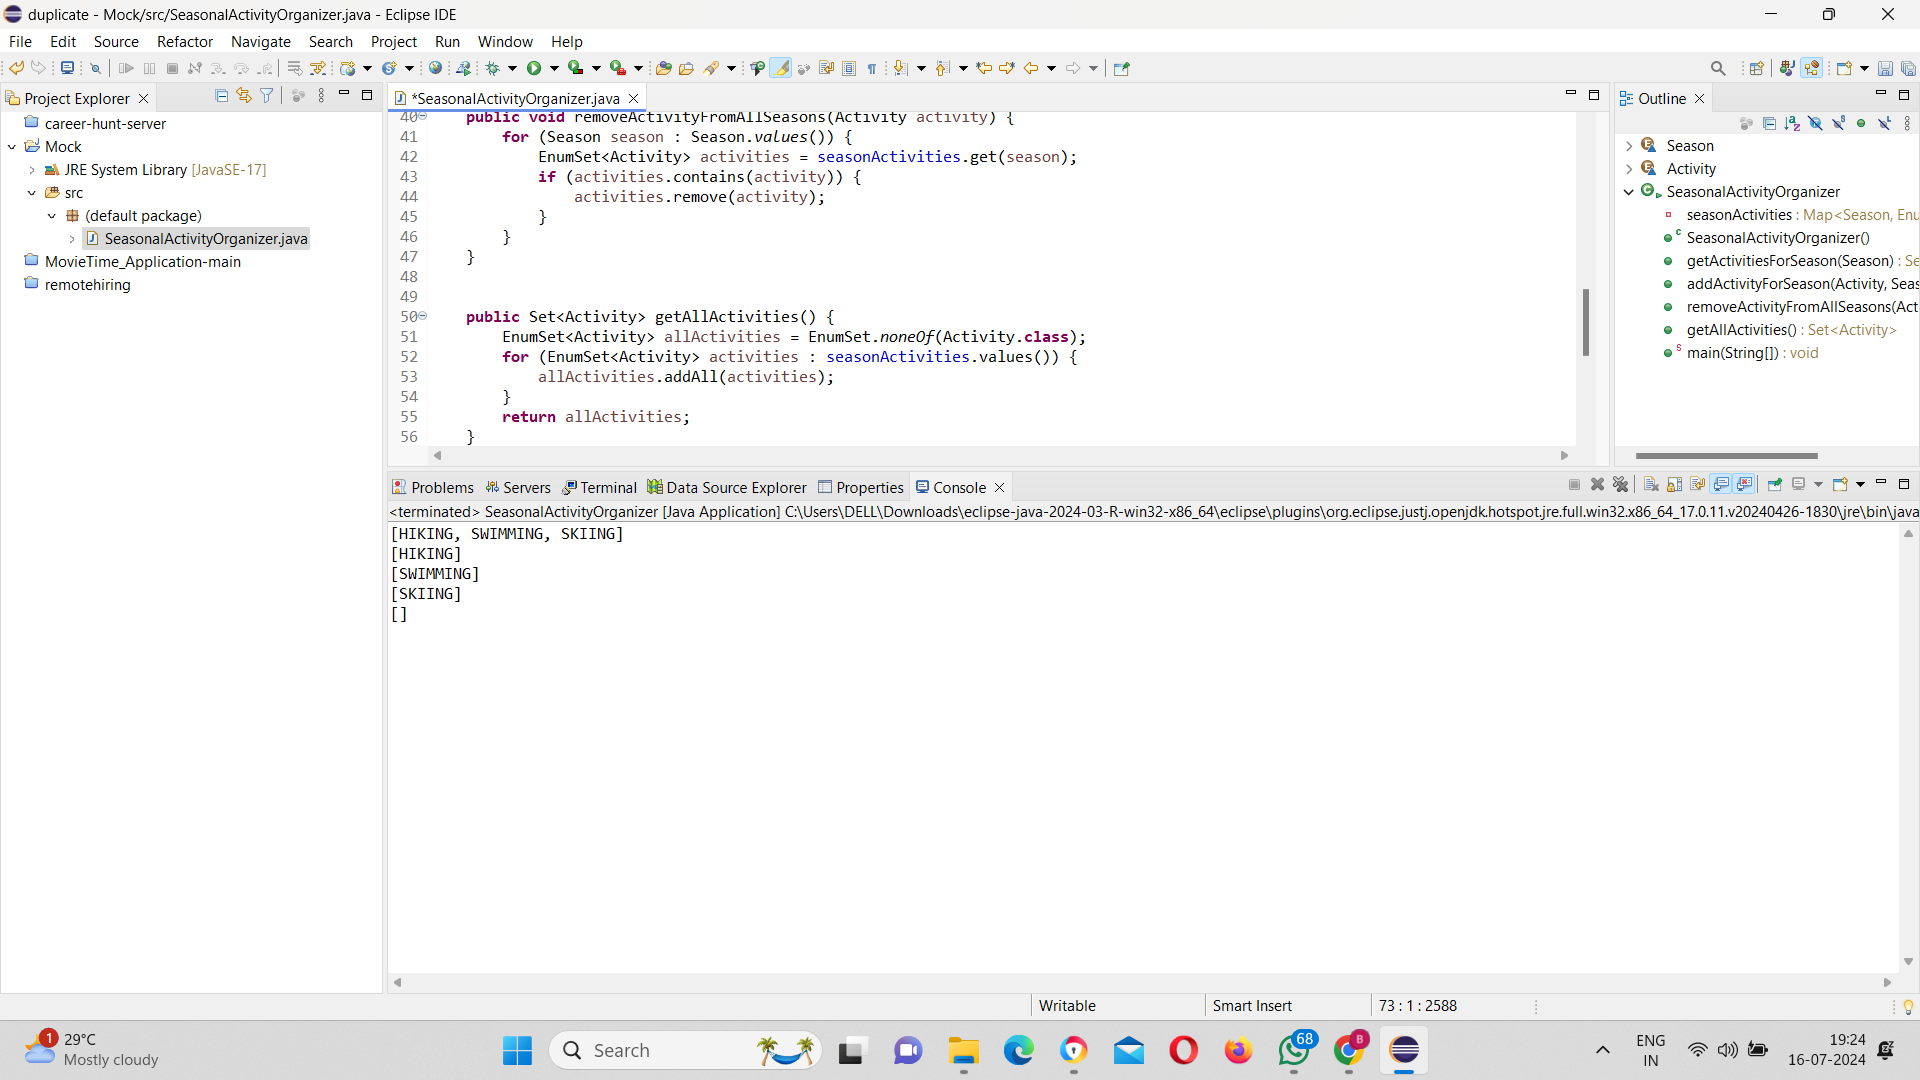 duplicate - Mock/src/SeasonalActivityOrganizer.java - Eclipse IDE
File Edit Source Refactor Navigate Search Project Run Window Help
Project Explorer
career-hunt-server
Mock
JRE System Library [JavaSE-17]
src
(default package)
SeasonalActivityOrganizer.java
MovieTime_Application-main
remotehiring
*SeasonalActivityOrganizer.java
40 public void removeActivityFromAllSeasons(Activity activity) {
41 for (Season season : Season.values()) {
42 EnumSet<Activity> activities = seasonActivities.get(season);
43 if (activities.contains(activity)) {
44 activities.remove(activity);
45 }
46 }
47 }
48
49
50 public Set<Activity> getAllActivities() {
51 EnumSet<Activity> allActivities = EnumSet.noneOf(Activity.class);
52 for (EnumSet<Activity> activities : seasonActivities.values()) {
53 allActivities.addAll(activities);
54 }
55 return allActivities;
56 }
Outline
Season
Activity
SeasonalActivityOrganizer
seasonActivities : Map<Season, Enu
SeasonalActivityOrganizer()
getActivitiesForSeason(Season) : Se
addActivityForSeason(Activity, Seas
removeActivityFromAllSeasons(Act
getAllActivities() : Set<Activity>
main(String[]) : void
Problems Servers Terminal Data Source Explorer Properties Console
<terminated> SeasonalActivityOrganizer [Java Application] C:\Users\DELL\Downloads\eclipse-java-2024-03-R-win32-x86_64\eclipse\plugins\org.eclipse.justj.openjdk.hotspot.jre.full.win32.x86_64_17.0.11.v20240426-1830\jre\bin\java
[HIKING, SWIMMING, SKIING]
[HIKING]
[SWIMMING]
[SKIING]
[]
Writable Smart Insert 73 : 1 : 2588
1
29°C
Mostly cloudy
Search
68
B
ENG
IN
19:24
16-07-2024